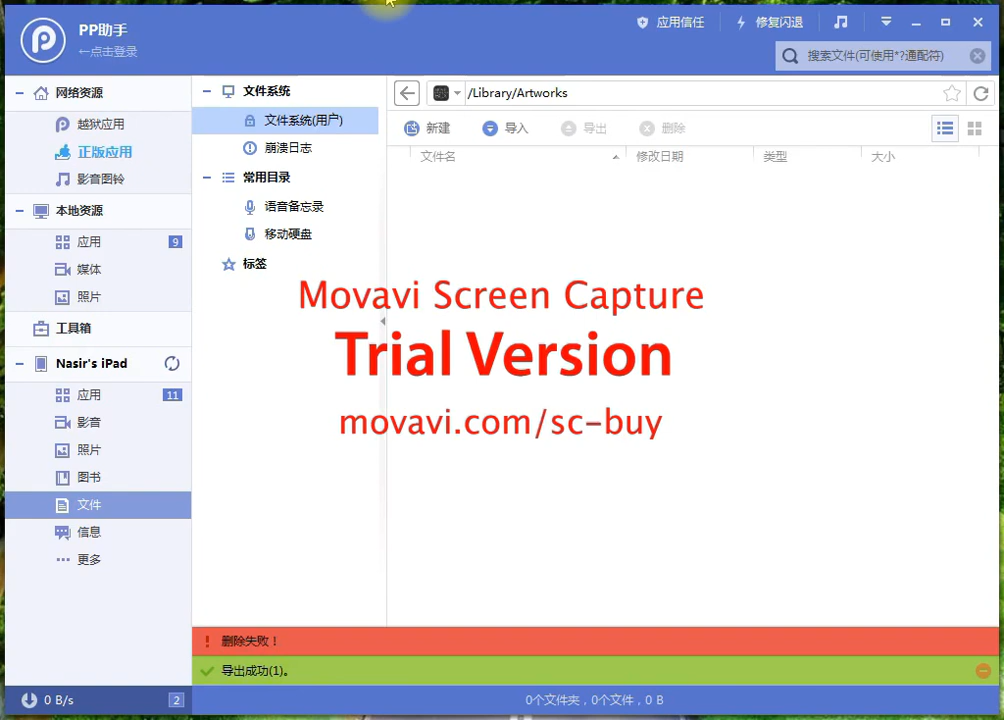 PP助手
←点击登录
应用信任
修复闪退
搜索文件(可使用*?通配符)
网络资源
越狱应用
正版应用
影音图铃
本地资源
应用 9
媒体
照片
工具箱
Nasir's iPad
应用 11
影音
照片
图书
文件
信息
更多
0 B/s 2
文件系统
文件系统(用户)
崩溃日志
常用目录
语音备忘录
移动硬盘
标签
/Library/Artworks
新建 导入 导出 删除
文件名 修改日期 类型 大小
Movavi Screen Capture
Trial Version
movavi.com/sc-buy
删除失败！
导出成功(1)。
0个文件夹，0个文件，0 B